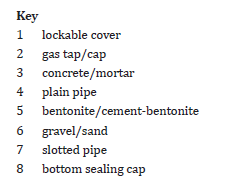 Key
1 lockable cover
2 gas tap/cap
3 concrete/mortar
4 plain pipe
5 bentonite/cement-bentonite
6 gravel/sand
7 slotted pipe
8 bottom sealing cap